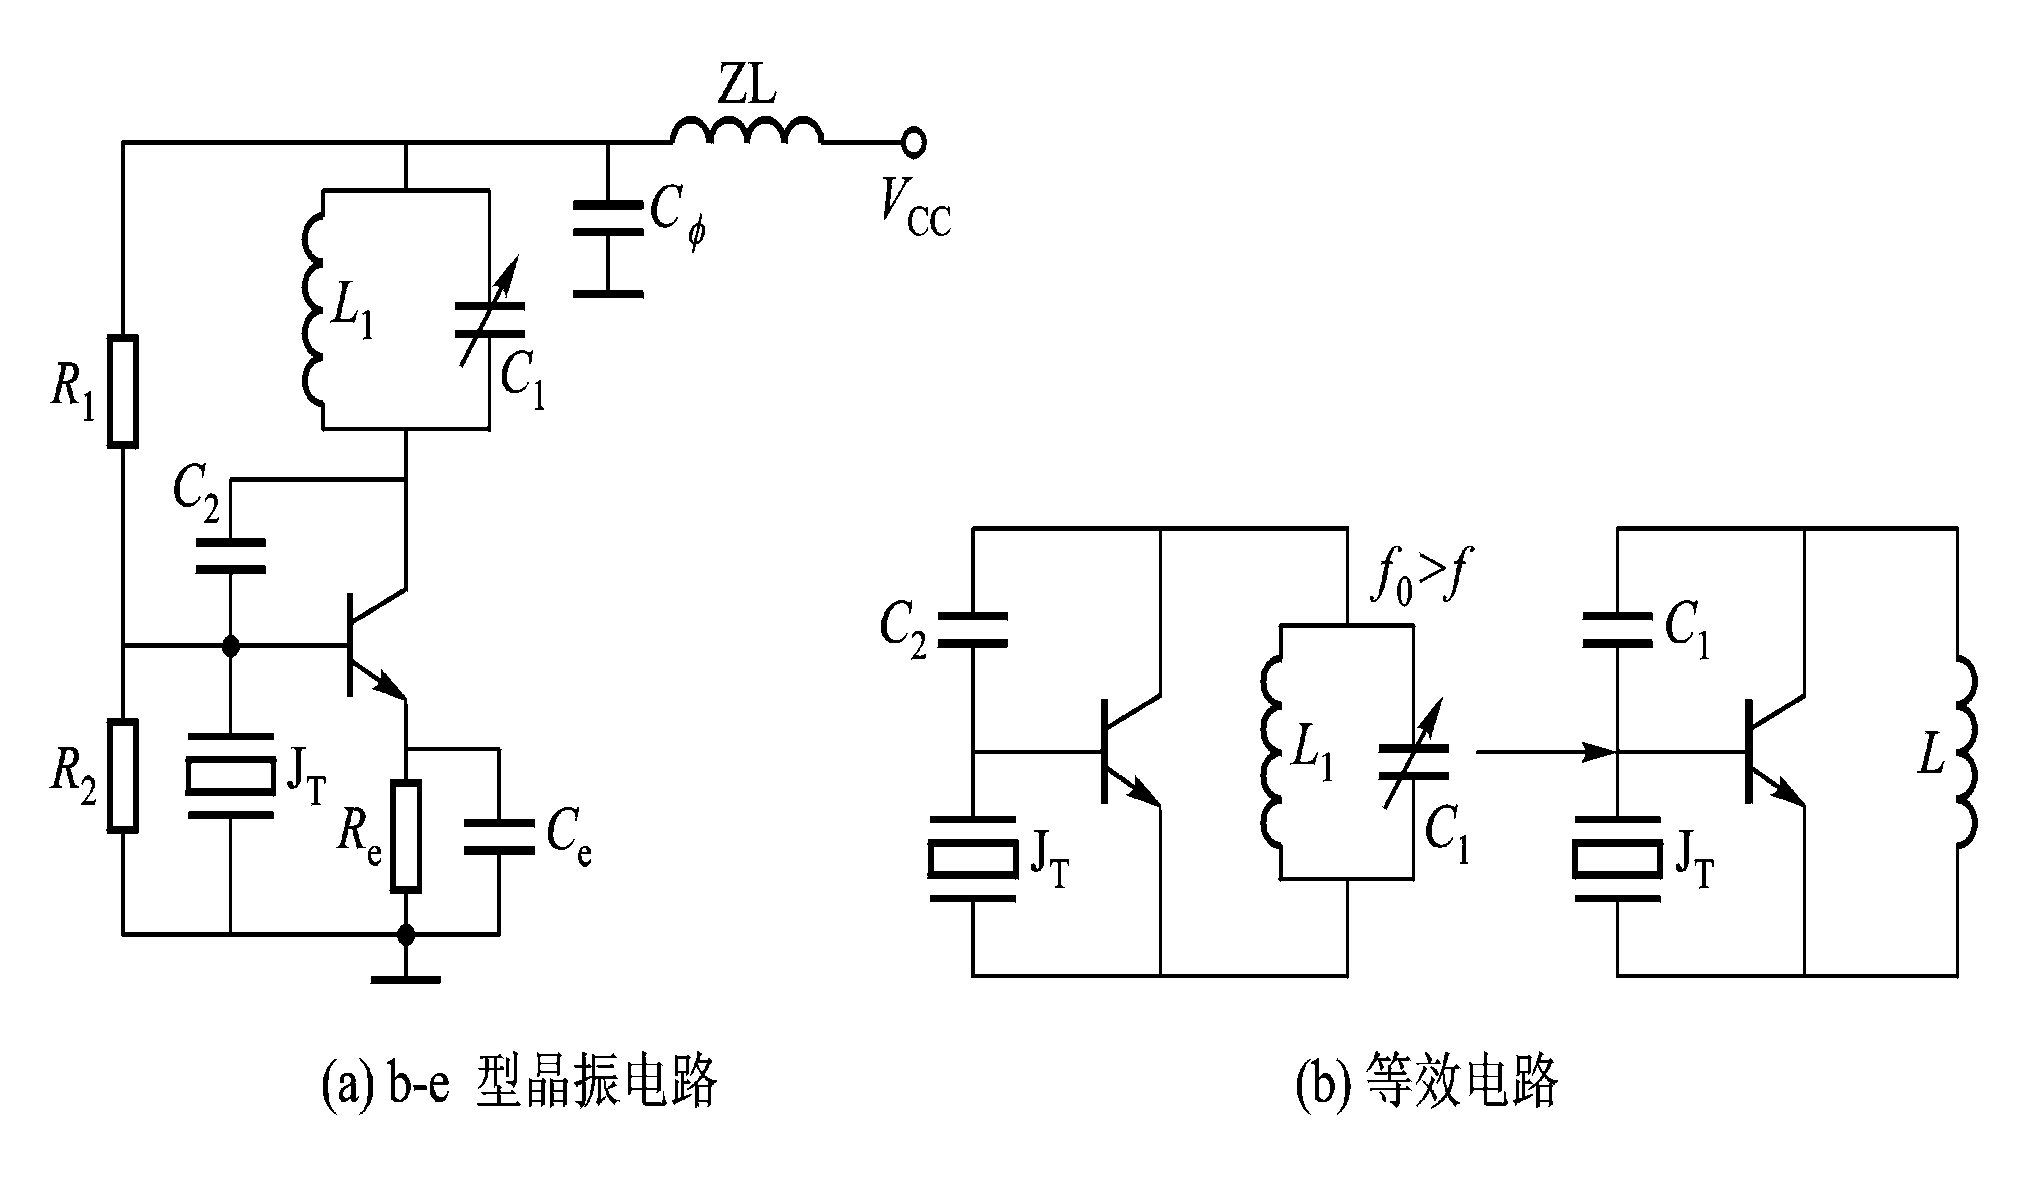 ZL
V_CC
C_ϕ
L_1
C_1
R_1
C_2
R_2
J_T
R_e
C_e
f_0>f
C_2
L_1
C_1
J_T
C_1
L
J_T
(a) b-e 型晶振电路
(b) 等效电路